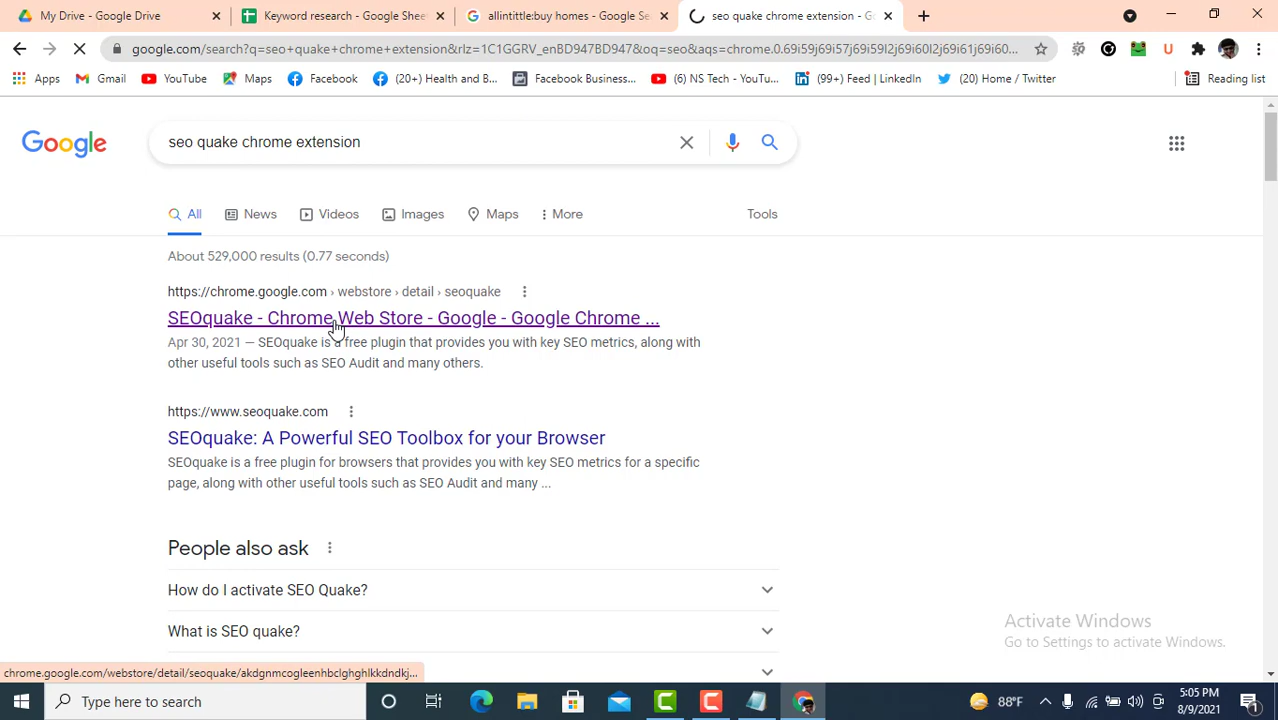 My Drive - Google Drive
Keyword research - Google Shee
allintittle:buy homes - Google Se
seo quake chrome extension - Go
google.com/search?q=seo+quake+chrome+extension&rlz=1C1GGRV_enBD947BD947&oq=seo&aqs=chrome.0.69i59j69i57j69i59l2j69i60l2j69i61j69i60...
Apps
Gmail
YouTube
Maps
Facebook
(20+) Health and B...
Facebook Business...
(6) NS Tech - YouTu...
(99+) Feed | LinkedIn
(20) Home / Twitter
Reading list
Google
seo quake chrome extension
All
News
Videos
Images
Maps
More
Tools
About 529,000 results (0.77 seconds)
https://chrome.google.com › webstore › detail › seoquake
SEOquake - Chrome Web Store - Google - Google Chrome ...
Apr 30, 2021 — SEOquake is a free plugin that provides you with key SEO metrics, along with
other useful tools such as SEO Audit and many others.
https://www.seoquake.com
SEOquake: A Powerful SEO Toolbox for your Browser
SEOquake is a free plugin for browsers that provides you with key SEO metrics for a specific
page, along with other useful tools such as SEO Audit and many ...
People also ask
How do I activate SEO Quake?
What is SEO quake?
Activate Windows
Go to Settings to activate Windows.
chrome.google.com/webstore/detail/seoquake/akdgnmcogleenhbclghghlkkdndkj...
Type here to search
88°F
5:05 PM
8/9/2021
1